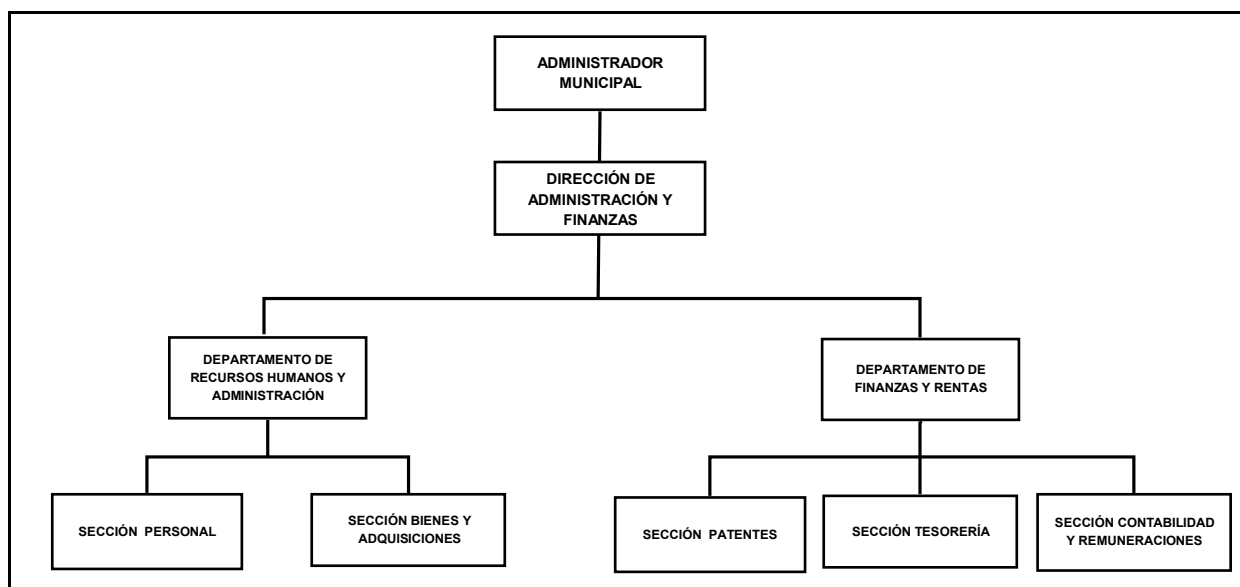 ADMINISTRADOR
MUNICIPAL
DIRECCIÓN DE
ADMINISTRACIÓN Y
FINANZAS
DEPARTAMENTO DE
RECURSOS HUMANOS Y
ADMINISTRACIÓN
DEPARTAMENTO DE
FINANZAS Y RENTAS
SECCIÓN PERSONAL
SECCIÓN BIENES Y
ADQUISICIONES
SECCIÓN PATENTES
SECCIÓN TESORERÍA
SECCIÓN CONTABILIDAD
Y REMUNERACIONES